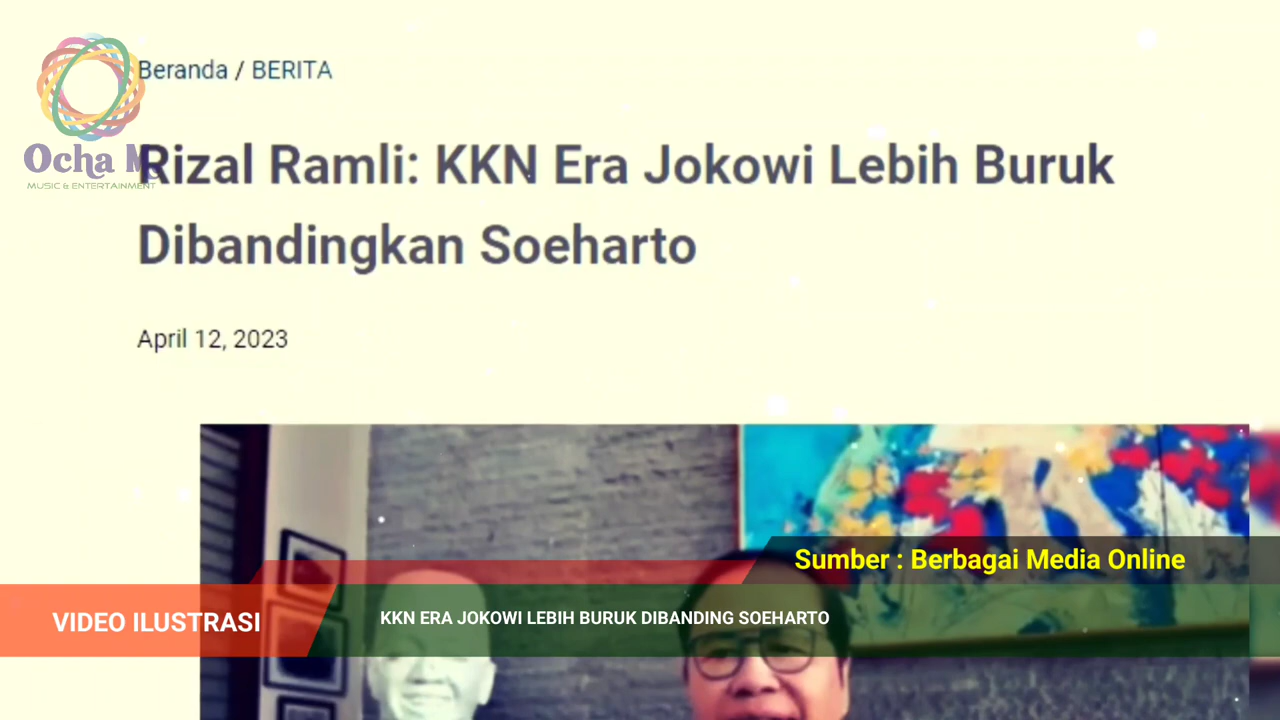 Beranda / BERITA
Ocha M
MUSIC & ENTERTAINMENT
Rizal Ramli: KKN Era Jokowi Lebih Buruk
Dibandingkan Soeharto
April 12, 2023
Sumber : Berbagai Media Online
VIDEO ILUSTRASI
KKN ERA JOKOWI LEBIH BURUK DIBANDING SOEHARTO